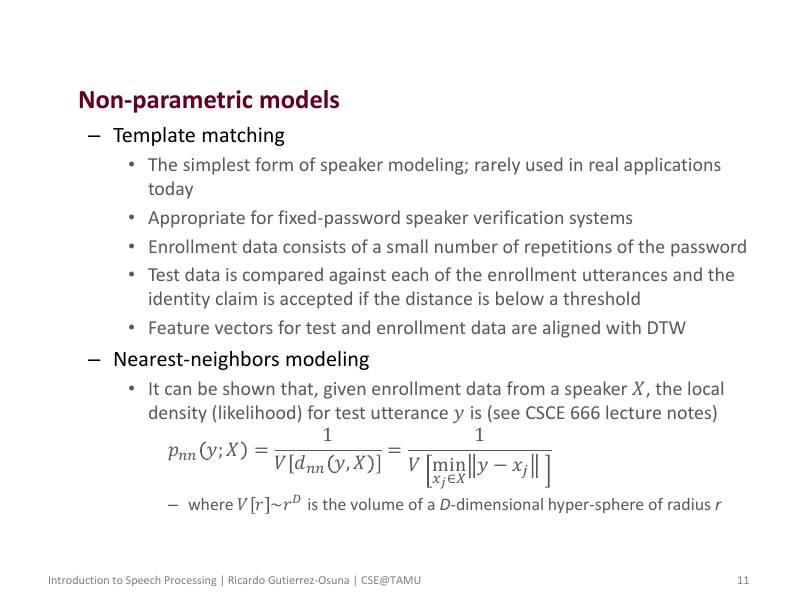 Non-parametric models
– Template matching
• The simplest form of speaker modeling; rarely used in real applications
today
• Appropriate for fixed-password speaker verification systems
• Enrollment data consists of a small number of repetitions of the password
• Test data is compared against each of the enrollment utterances and the
identity claim is accepted if the distance is below a threshold
• Feature vectors for test and enrollment data are aligned with DTW
– Nearest-neighbors modeling
• It can be shown that, given enrollment data from a speaker 𝑋, the local
density (likelihood) for test utterance 𝑦 is (see CSCE 666 lecture notes)
𝑝_{𝑛𝑛}(𝑦; 𝑋) = \frac{1}{𝑉[𝑑_{𝑛𝑛}(𝑦, 𝑋)]} = \frac{1}{𝑉[\min_{𝑥_𝑗∈𝑋}‖𝑦 − 𝑥_𝑗‖]}
– where 𝑉[𝑟]~𝑟^𝐷 is the volume of a D-dimensional hyper-sphere of radius r
Introduction to Speech Processing | Ricardo Gutierrez-Osuna | CSE@TAMU 11